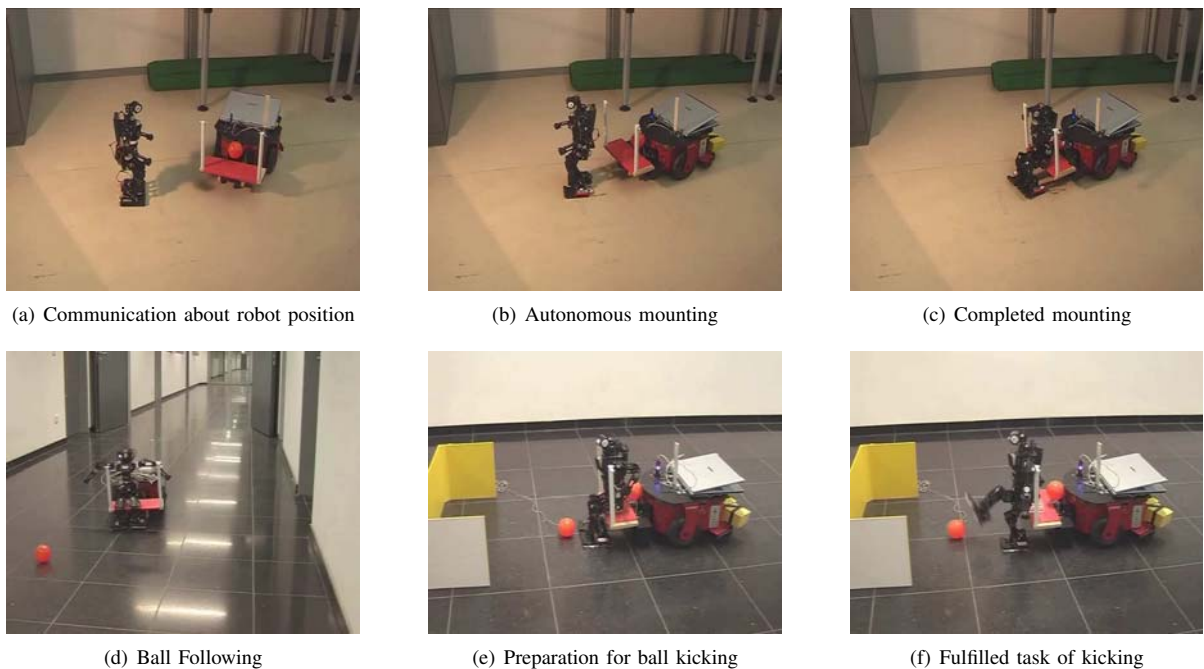 (a) Communication about robot position
(b) Autonomous mounting
(c) Completed mounting
(d) Ball Following
(e) Preparation for ball kicking
(f) Fulfilled task of kicking